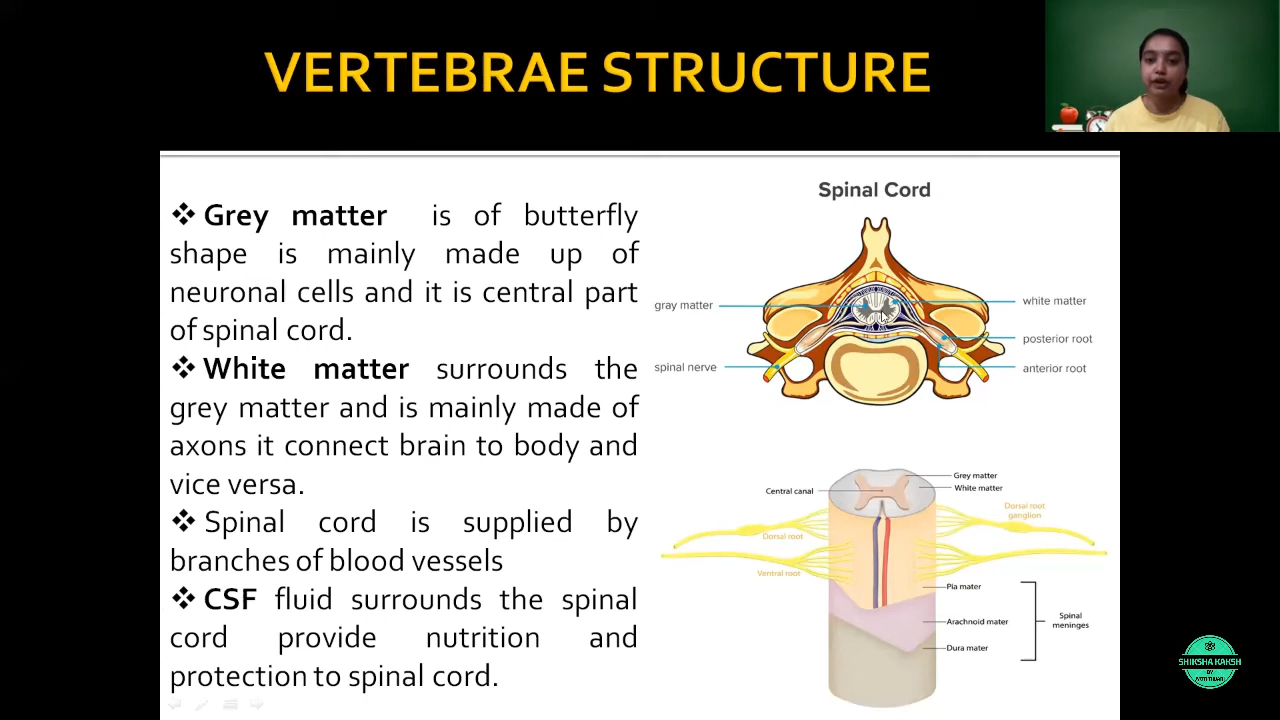 VERTEBRAE STRUCTURE
❖ Grey matter is of butterfly
shape is mainly made up of
neuronal cells and it is central part
of spinal cord.
❖ White matter surrounds the
grey matter and is mainly made of
axons it connect brain to body and
vice versa.
❖ Spinal cord is supplied by
branches of blood vessels
❖ CSF fluid surrounds the spinal
cord provide nutrition and
protection to spinal cord.
Spinal Cord
gray matter
white matter
posterior root
spinal nerve
anterior root
Grey matter
Central canal
White matter
Dorsal root
ganglion
Dorsal root
Ventral root
Pia mater
Arachnoid mater
Spinal
meninges
Dura mater
SHIKSHA KAKSH
BY
JYOTI TIWARI